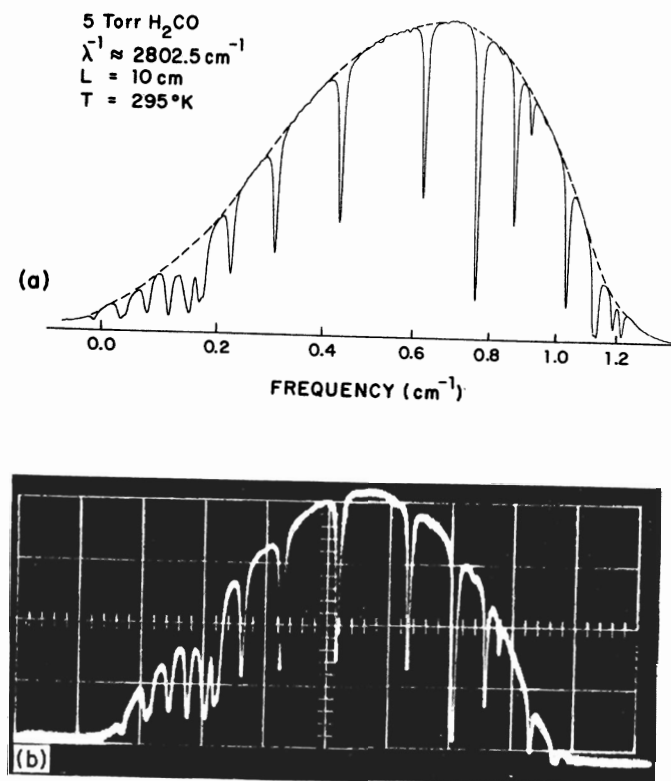 5 Torr H₂CO
λ⁻¹ ≈ 2802.5 cm⁻¹
L = 10 cm
T = 295°K
(a)
0.0 0.2 0.4 0.6 0.8 1.0 1.2
FREQUENCY (cm⁻¹)
(b)